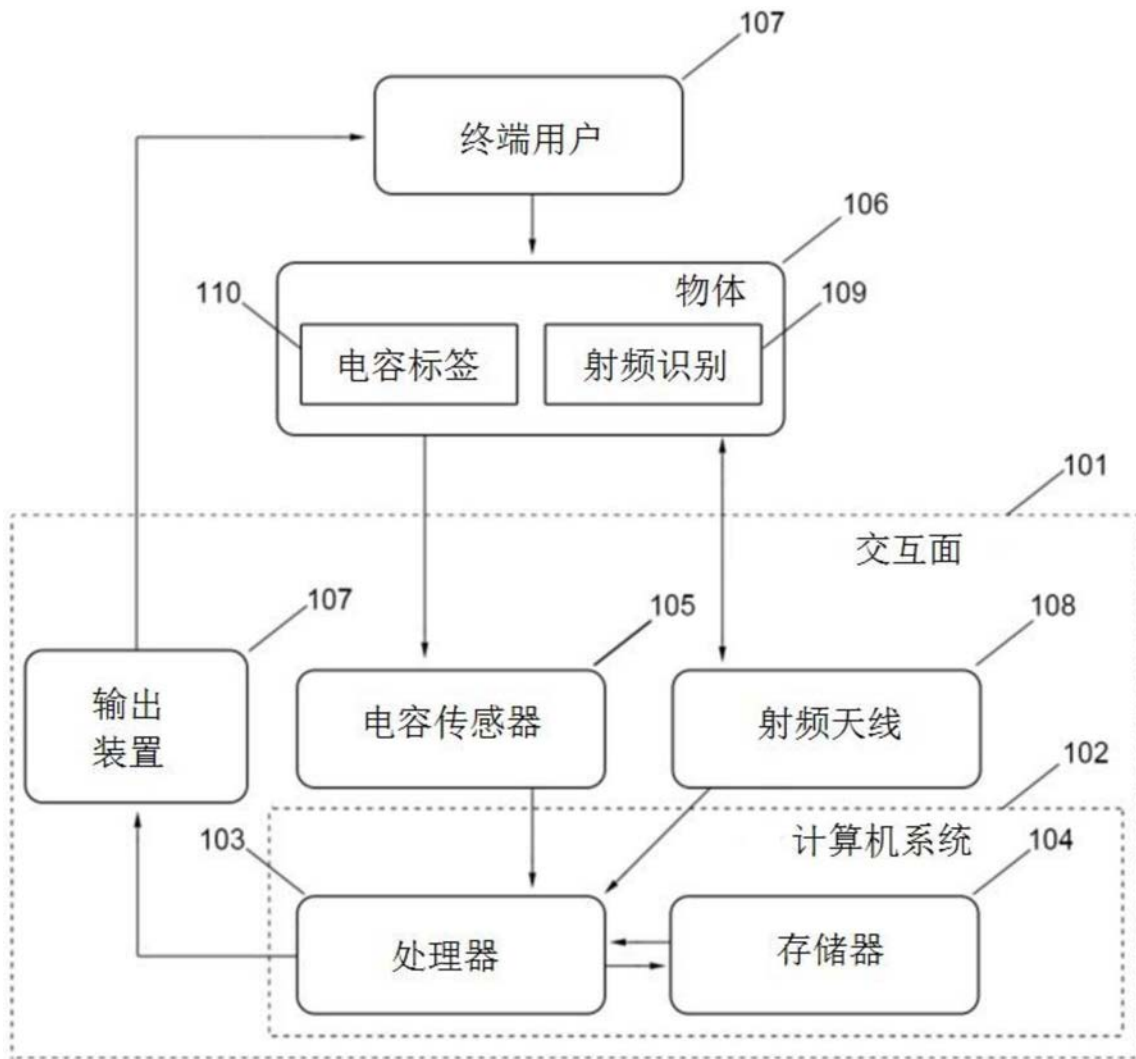 107
终端用户
106
物体
110
109
电容标签
射频识别
101
交互面
107
105
108
输出
装置
电容传感器
射频天线
102
计算机系统
103
104
处理器
存储器